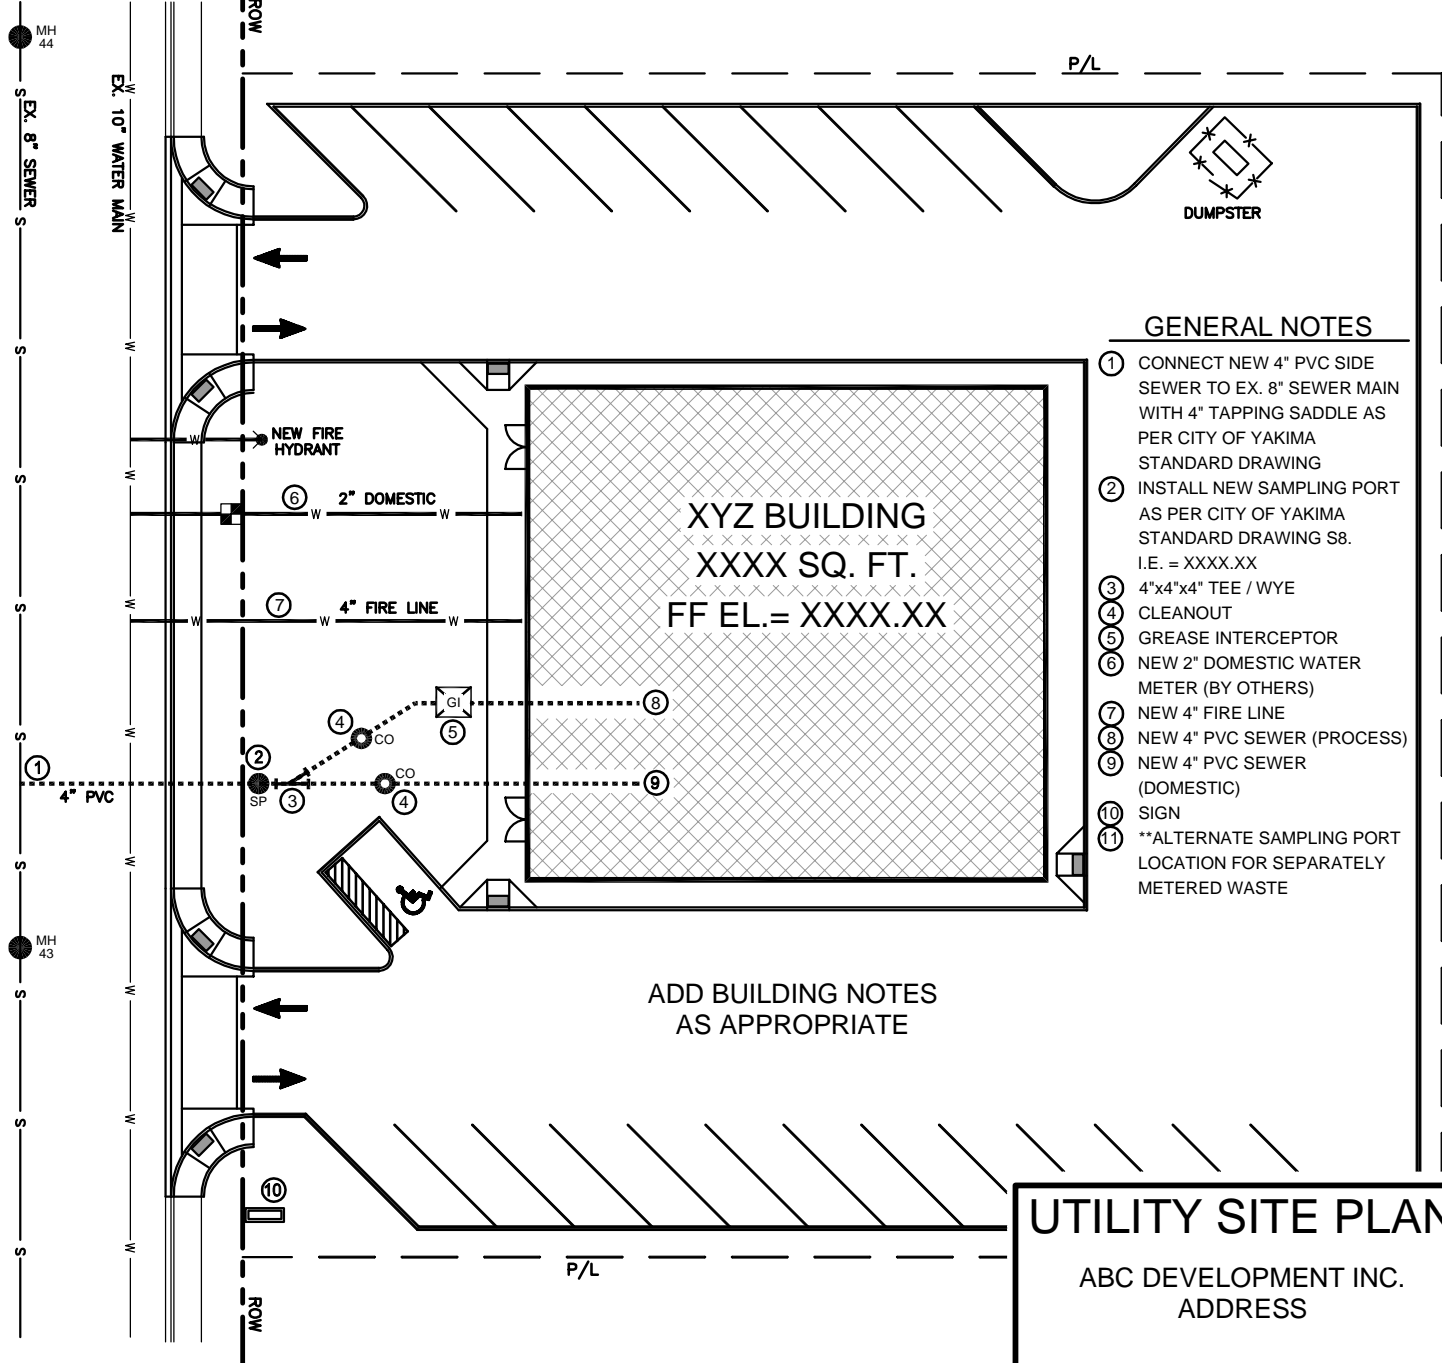 MH
44
ROW
P/L
EX. 8" SEWER
EX. 10" WATER MAIN
DUMPSTER
GENERAL NOTES
1 CONNECT NEW 4" PVC SIDE
SEWER TO EX. 8" SEWER MAIN
WITH 4" TAPPING SADDLE AS
PER CITY OF YAKIMA
STANDARD DRAWING
2 INSTALL NEW SAMPLING PORT
AS PER CITY OF YAKIMA
STANDARD DRAWING S8.
I.E. = XXXX.XX
3 4"x4"x4" TEE / WYE
4 CLEANOUT
5 GREASE INTERCEPTOR
6 NEW 2" DOMESTIC WATER
METER (BY OTHERS)
7 NEW 4" FIRE LINE
8 NEW 4" PVC SEWER (PROCESS)
9 NEW 4" PVC SEWER
(DOMESTIC)
10 SIGN
11 **ALTERNATE SAMPLING PORT
LOCATION FOR SEPARATELY
METERED WASTE
NEW FIRE
HYDRANT
6 2" DOMESTIC
W
W
XYZ BUILDING
XXXX SQ. FT.
FF EL.= XXXX.XX
7 4" FIRE LINE
W
W
W
GI
8
4
CO
5
1
2
CO
9
4" PVC
SP
3
4
MH
43
ADD BUILDING NOTES
AS APPROPRIATE
10
P/L
ROW
UTILITY SITE PLAN
ABC DEVELOPMENT INC.
ADDRESS